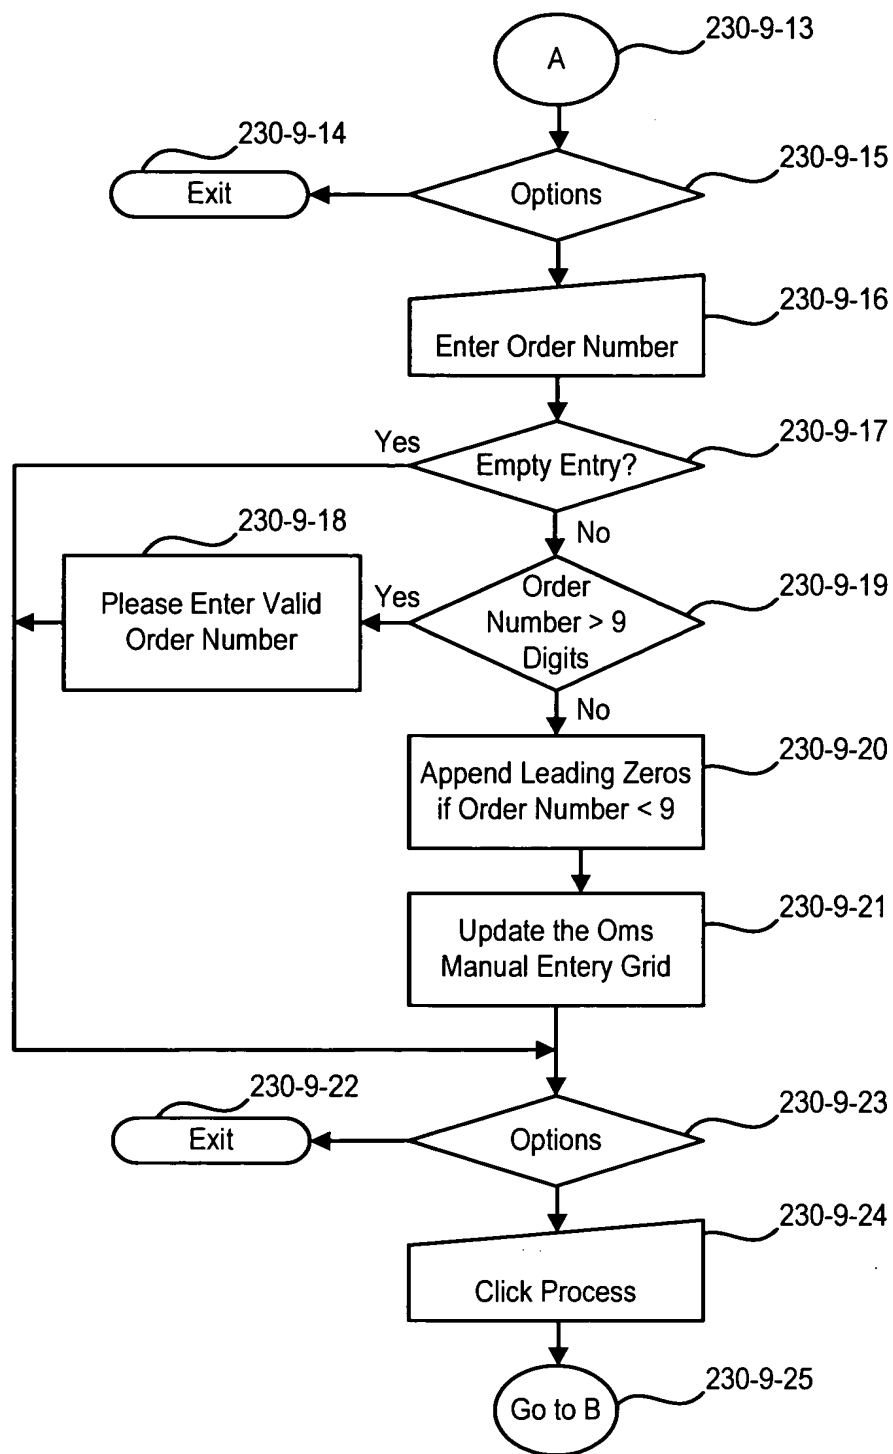 230-9-13
A
230-9-14
Exit
230-9-15
Options
230-9-16
Enter Order Number
230-9-17
Yes
Empty Entry?
No
230-9-18
Please Enter Valid
Order Number
Yes
230-9-19
Order
Number > 9
Digits
No
230-9-20
Append Leading Zeros
if Order Number < 9
230-9-21
Update the Oms
Manual Entery Grid
230-9-22
Exit
230-9-23
Options
230-9-24
Click Process
230-9-25
Go to B